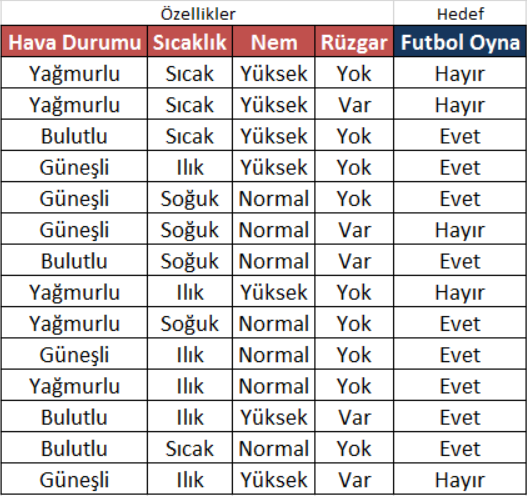 Özellikler Hedef
Hava Durumu Sıcaklık Nem Rüzgar Futbol Oyna
Yağmurlu Sıcak Yüksek Yok Hayır
Yağmurlu Sıcak Yüksek Var Hayır
Bulutlu Sıcak Yüksek Yok Evet
Güneşli Ilık Yüksek Yok Evet
Güneşli Soğuk Normal Yok Evet
Güneşli Soğuk Normal Var Hayır
Bulutlu Soğuk Normal Var Evet
Yağmurlu Ilık Yüksek Yok Hayır
Yağmurlu Soğuk Normal Yok Evet
Güneşli Ilık Normal Yok Evet
Yağmurlu Ilık Normal Yok Evet
Bulutlu Ilık Yüksek Var Evet
Bulutlu Sıcak Normal Yok Evet
Güneşli Ilık Yüksek Var Hayır